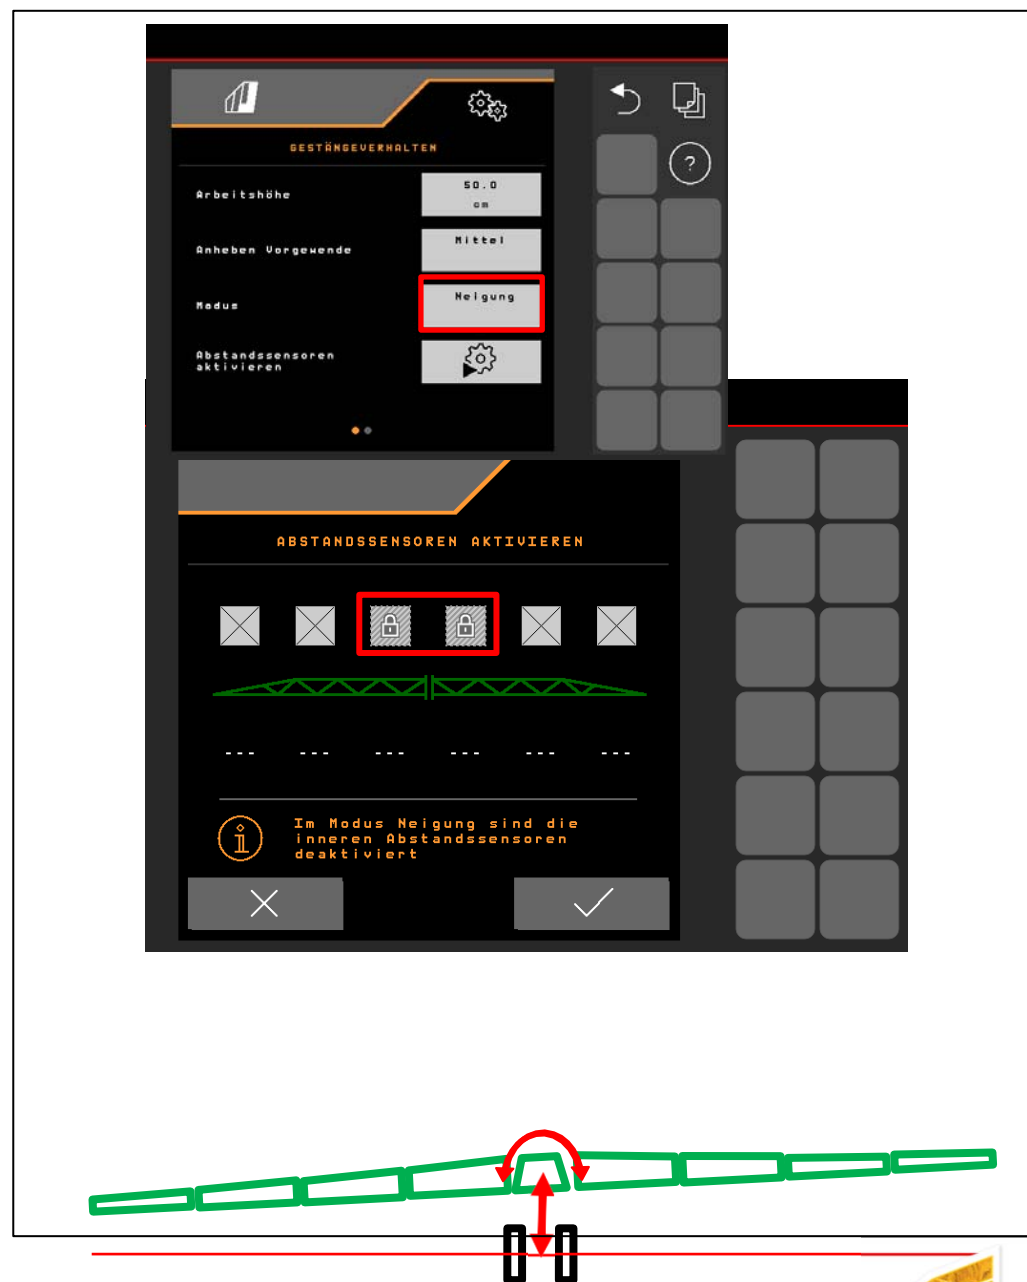 GESTÄNGEVERHALTEN
Arbeitshöhe
50.0
cm
Anheben Vorgewende
Mittel
Modus
Neigung
Abstandssensoren
aktivieren
?
ABSTANDSSENSOREN AKTIVIEREN
--- --- --- --- --- ---
Im Modus Neigung sind die
inneren Abstandssensoren
deaktiviert